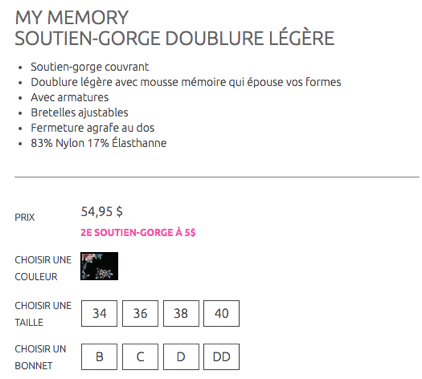 MY MEMORY
SOUTIEN-GORGE DOUBLURE LÉGÈRE
• Soutien-gorge couvrant
• Doublure légère avec mousse mémoire qui épouse vos formes
• Avec armatures
• Bretelles ajustables
• Fermeture agrafe au dos
• 83% Nylon 17% Élasthanne
PRIX 54,95 $
2E SOUTIEN-GORGE À 5$
CHOISIR UNE
COULEUR
CHOISIR UNE
TAILLE
34 36 38 40
CHOISIR UN
BONNET
B C D DD